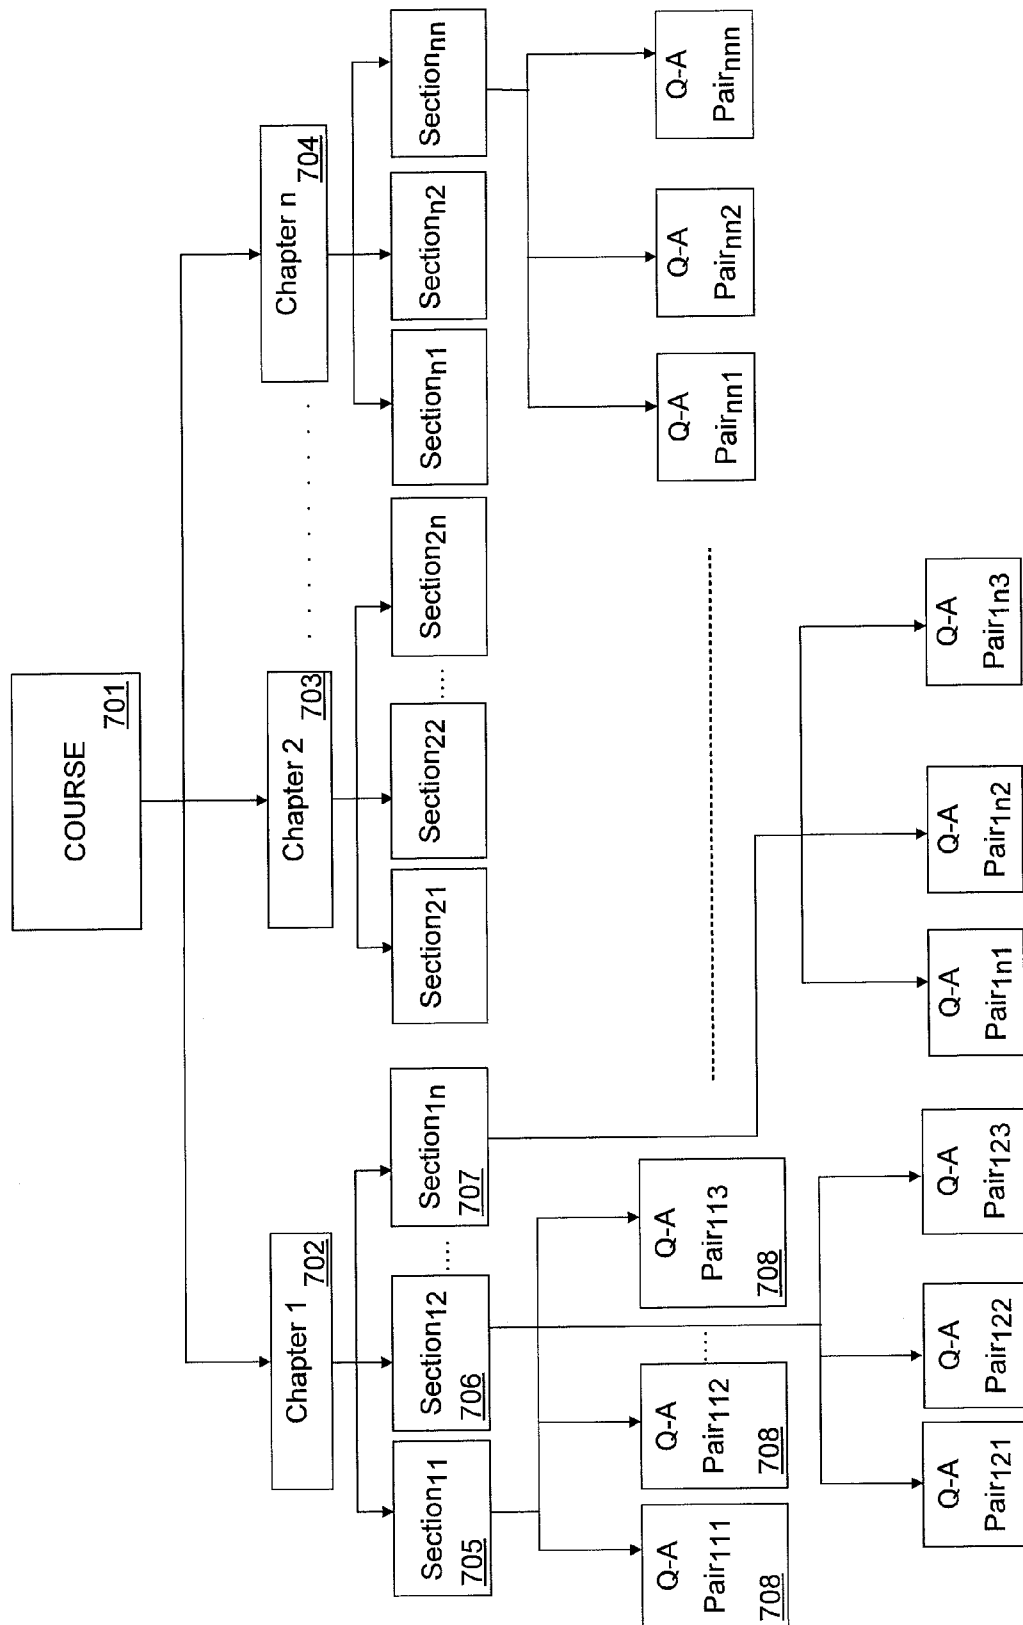 COURSE
701
Chapter 1
702
Chapter 2
703
. . . . . . . . . .
Chapter n
704
Section11
705
Section12
706
....
Section1n
707
Section21
Section22
....
Section2n
Sectionn1
Sectionn2
Sectionnn
Q-A
Pair111
708
Q-A
Pair112
708
....
Q-A
Pair113
708
Q-A
Pairnn1
Q-A
Pairnn2
Q-A
Pairnnn
Q-A
Pair121
Q-A
Pair122
Q-A
Pair123
Q-A
Pair1n1
Q-A
Pair1n2
Q-A
Pair1n3